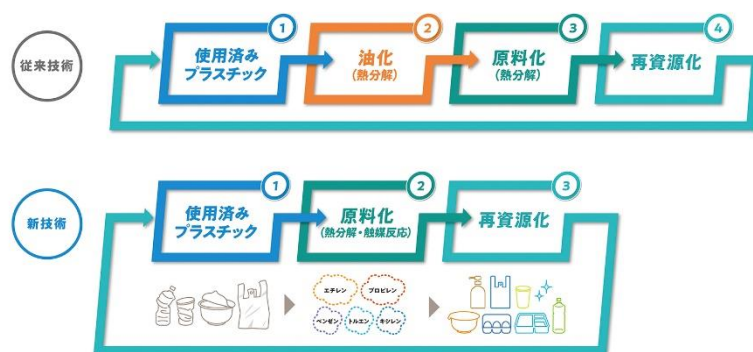 従来技術
1
使用済み
プラスチック
2
油化
(熱分解)
3
原料化
(熱分解)
4
再資源化
新技術
1
使用済み
プラスチック
2
原料化
(熱分解・触媒反応)
3
再資源化
エチレン
プロピレン
ベンゼン
トルエン
キシレン